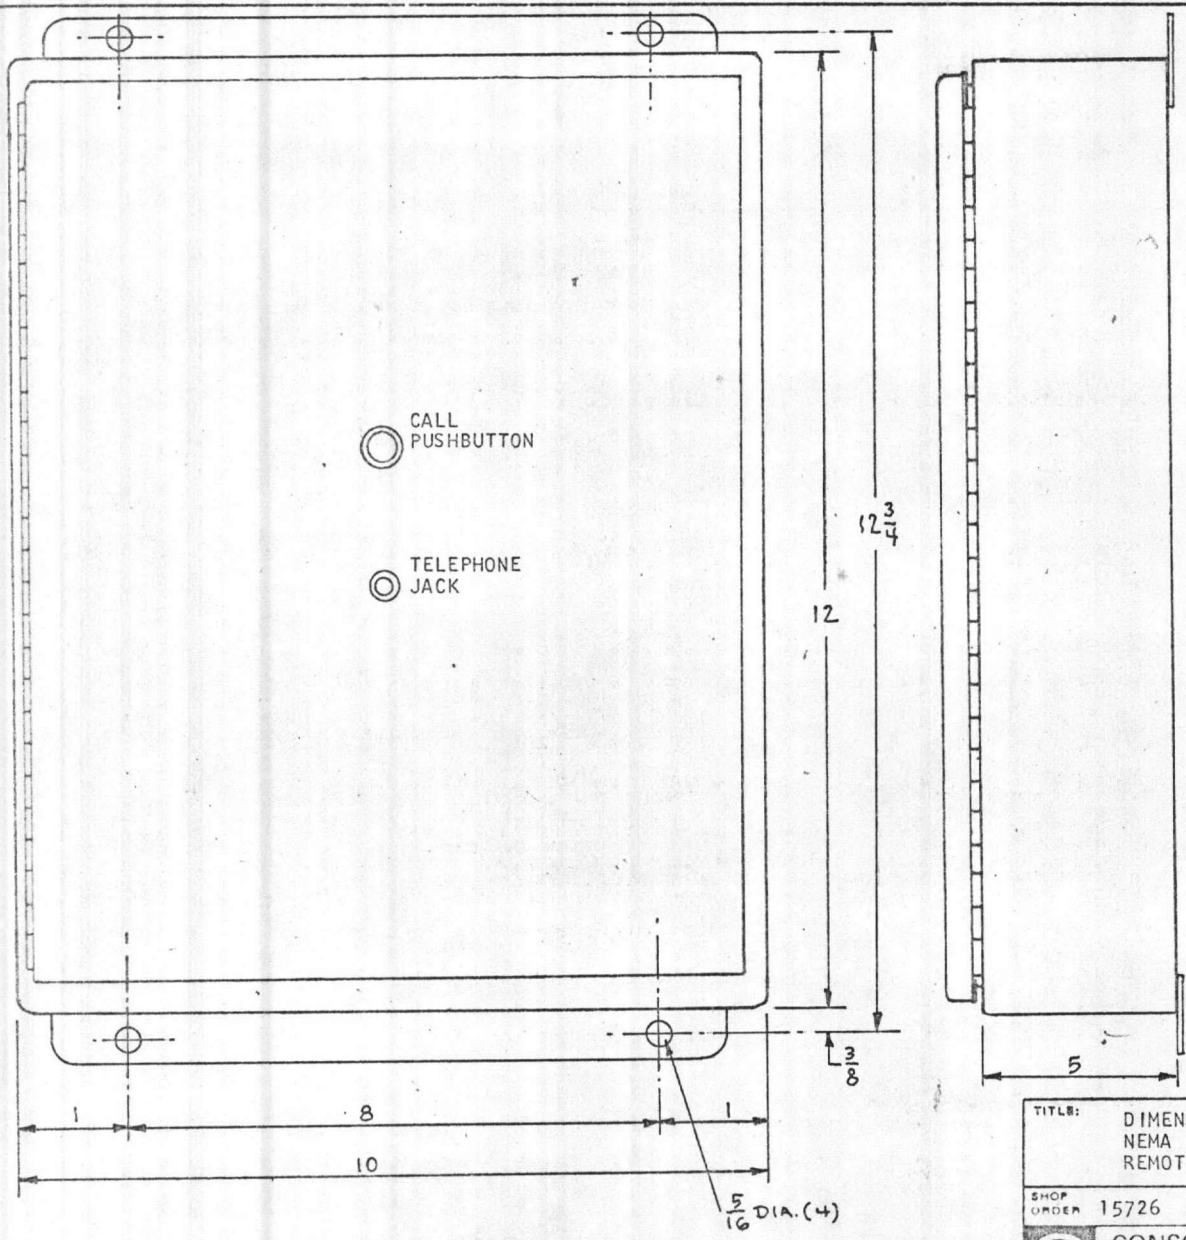 CALL
PUSHBUTTON
TELEPHONE
JACK
12 3/4
12
3/8
5
1
8
1
10
5/16 DIA. (4)
TITLE:
DIMEN
NEMA
REMOT
SHOP
ORDER 15726
CONSO